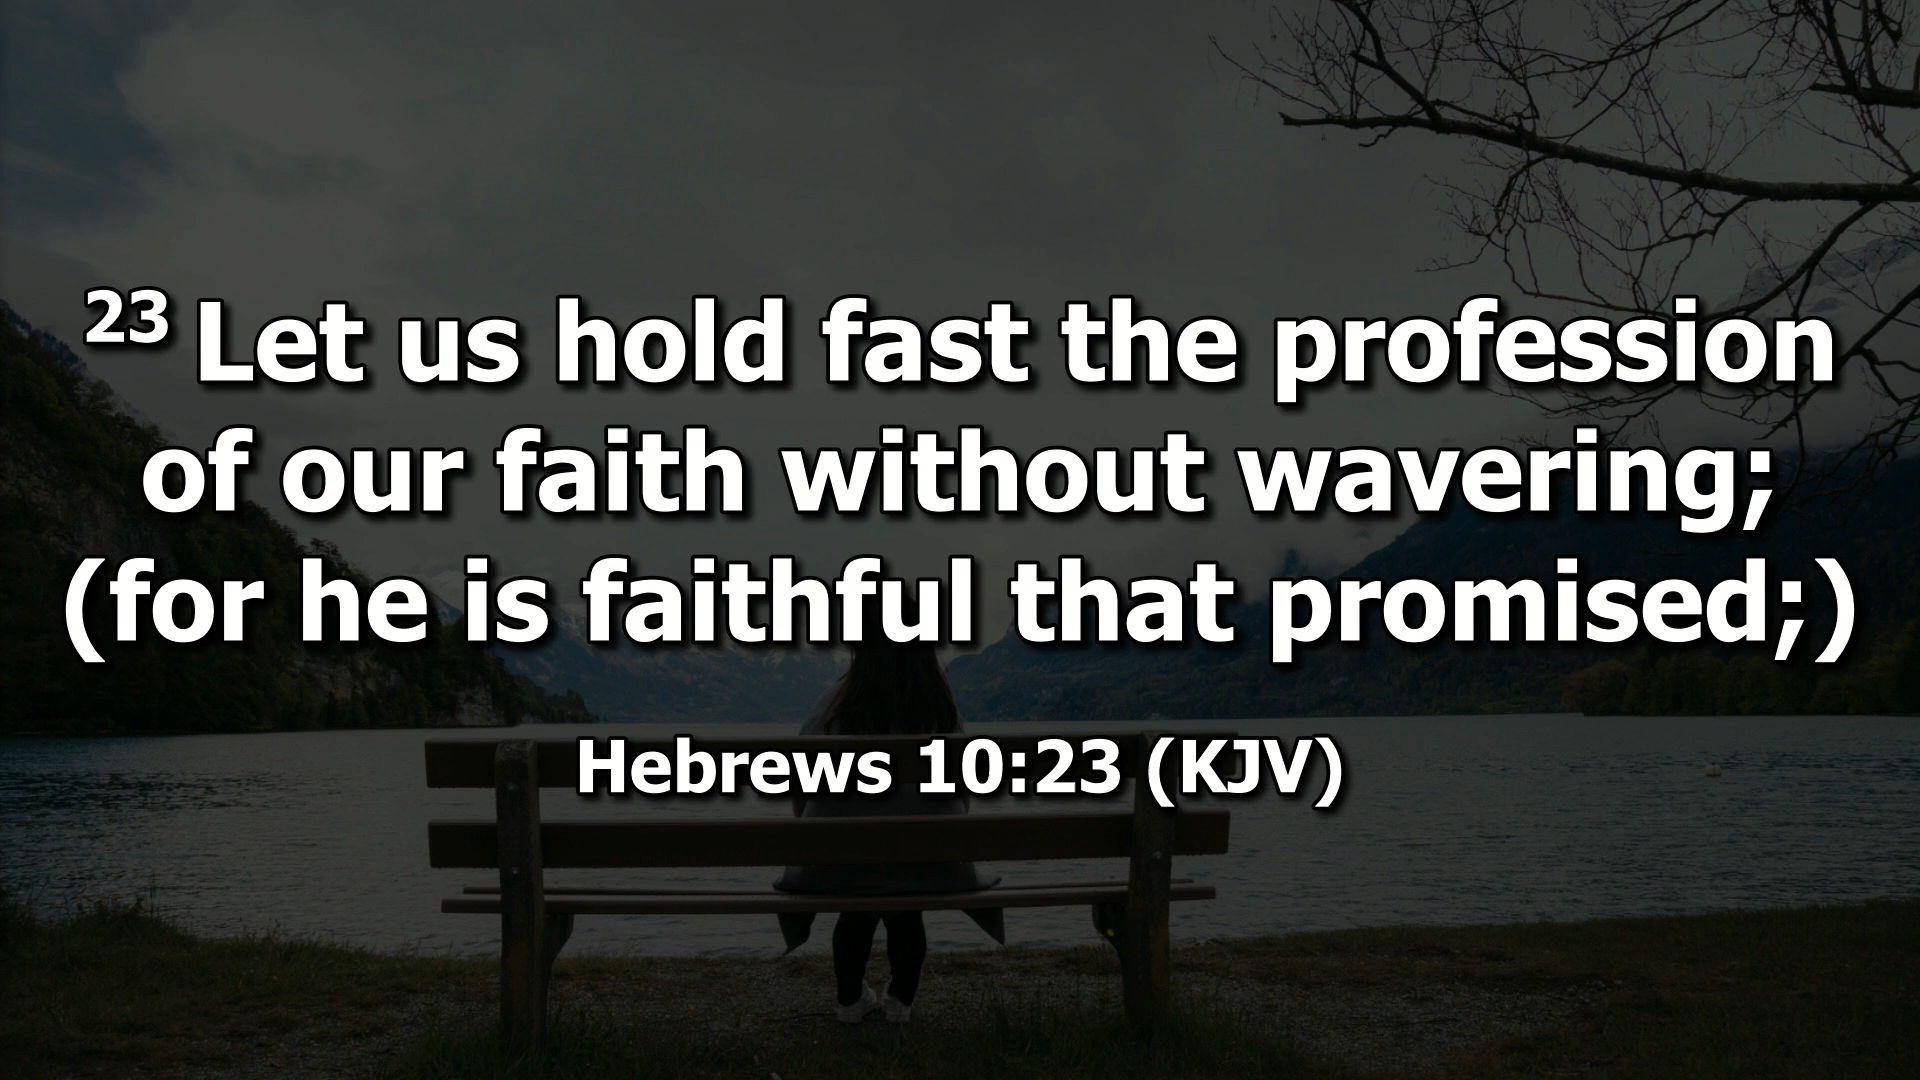 23 Let us hold fast the profession
of our faith without wavering;
(for he is faithful that promised;)
Hebrews 10:23 (KJV)